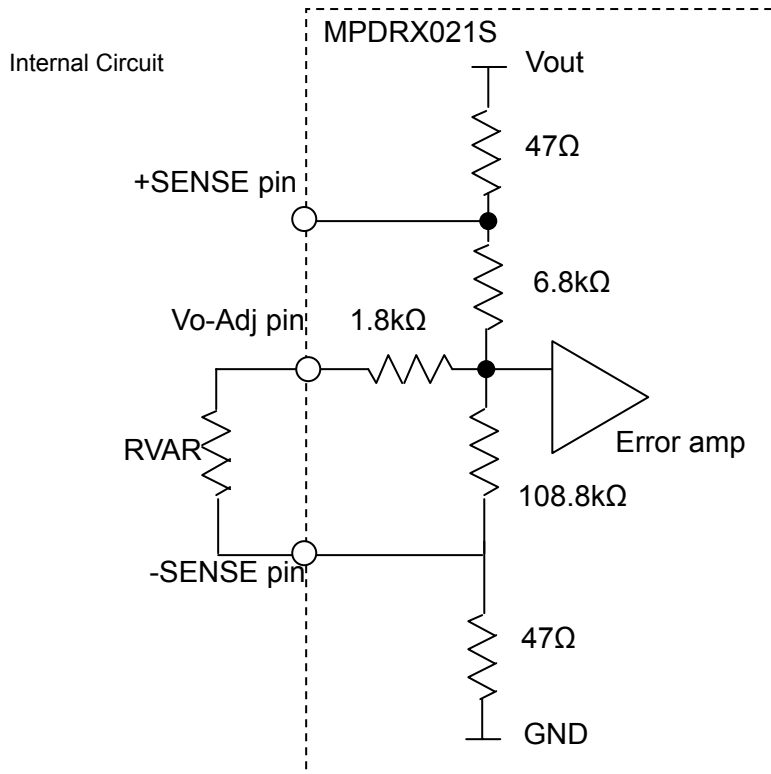 MPDRX021S
Internal Circuit
Vout
47Ω
+SENSE pin
6.8kΩ
Vo-Adj pin
1.8kΩ
RVAR
Error amp
108.8kΩ
-SENSE pin
47Ω
GND